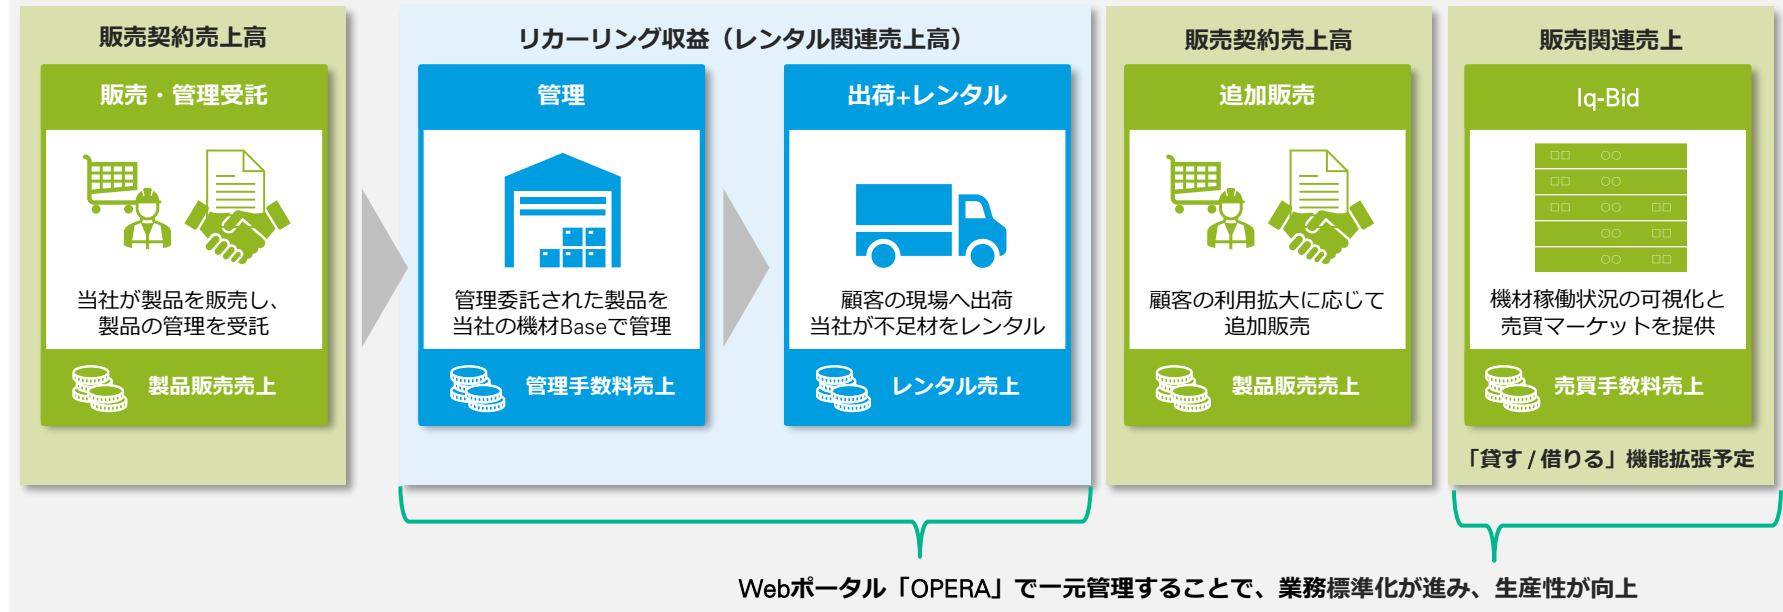 販売契約売上高
販売・管理受託
当社が製品を販売し、
製品の管理を受託
製品販売売上
リカーリング収益（レンタル関連売上高）
管理
管理委託された製品を
当社の機材Baseで管理
管理手数料売上
出荷+レンタル
顧客の現場へ出荷
当社が不足材をレンタル
レンタル売上
販売契約売上高
追加販売
顧客の利用拡大に応じて
追加販売
製品販売売上
販売関連売上
Iq-Bid
□□ ○○
□□ ○○
□□ ○○ □□
○○ □□
○○ □□
機材稼働状況の可視化と
売買マーケットを提供
売買手数料売上
「貸す / 借りる」機能拡張予定
Webポータル「OPERA」で一元管理することで、業務標準化が進み、生産性が向上